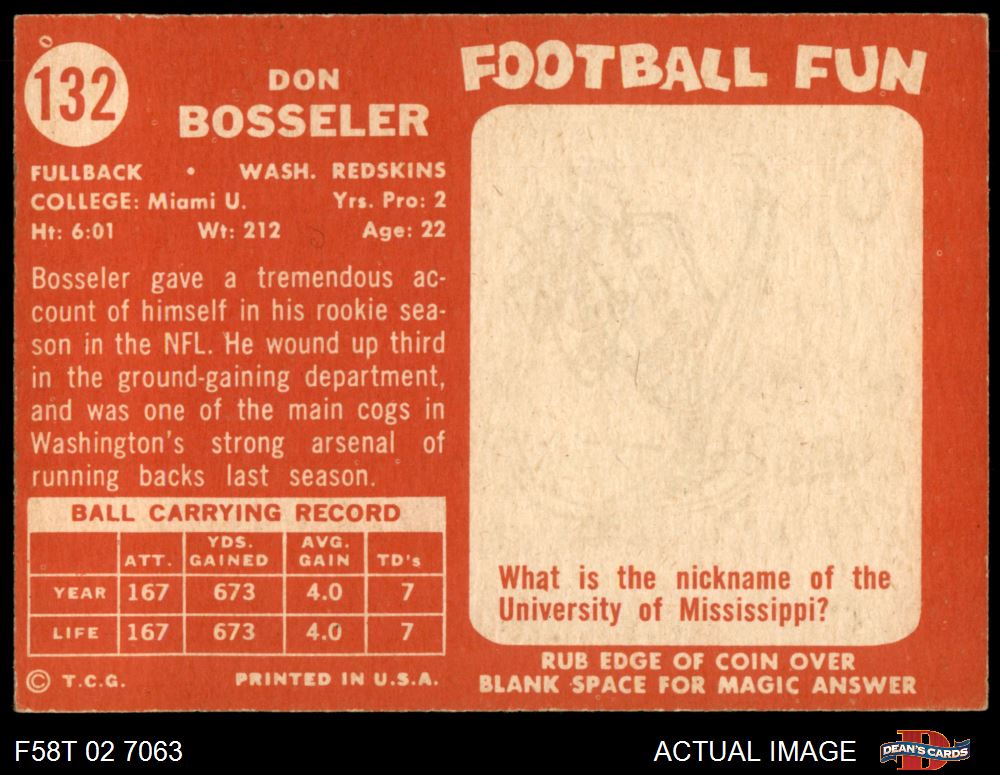 132
DON
BOSSELER
FULLBACK • WASH. REDSKINS
COLLEGE: Miami U. Yrs. Pro: 2
Ht: 6:01 Wt: 212 Age: 22
Bosseler gave a tremendous ac-
count of himself in his rookie sea-
son in the NFL. He wound up third
in the ground-gaining department,
and was one of the main cogs in
Washington's strong arsenal of
running backs last season.
BALL CARRYING RECORD
ATT. YDS. GAINED AVG. GAIN TD's
YEAR 167 673 4.0 7
LIFE 167 673 4.0 7
© T.C.G. PRINTED IN U.S.A.
FOOTBALL FUN
What is the nickname of the
University of Mississippi?
RUB EDGE OF COIN OVER
BLANK SPACE FOR MAGIC ANSWER
F58T 02 7063
ACTUAL IMAGE
D
DEAN'S CARDS